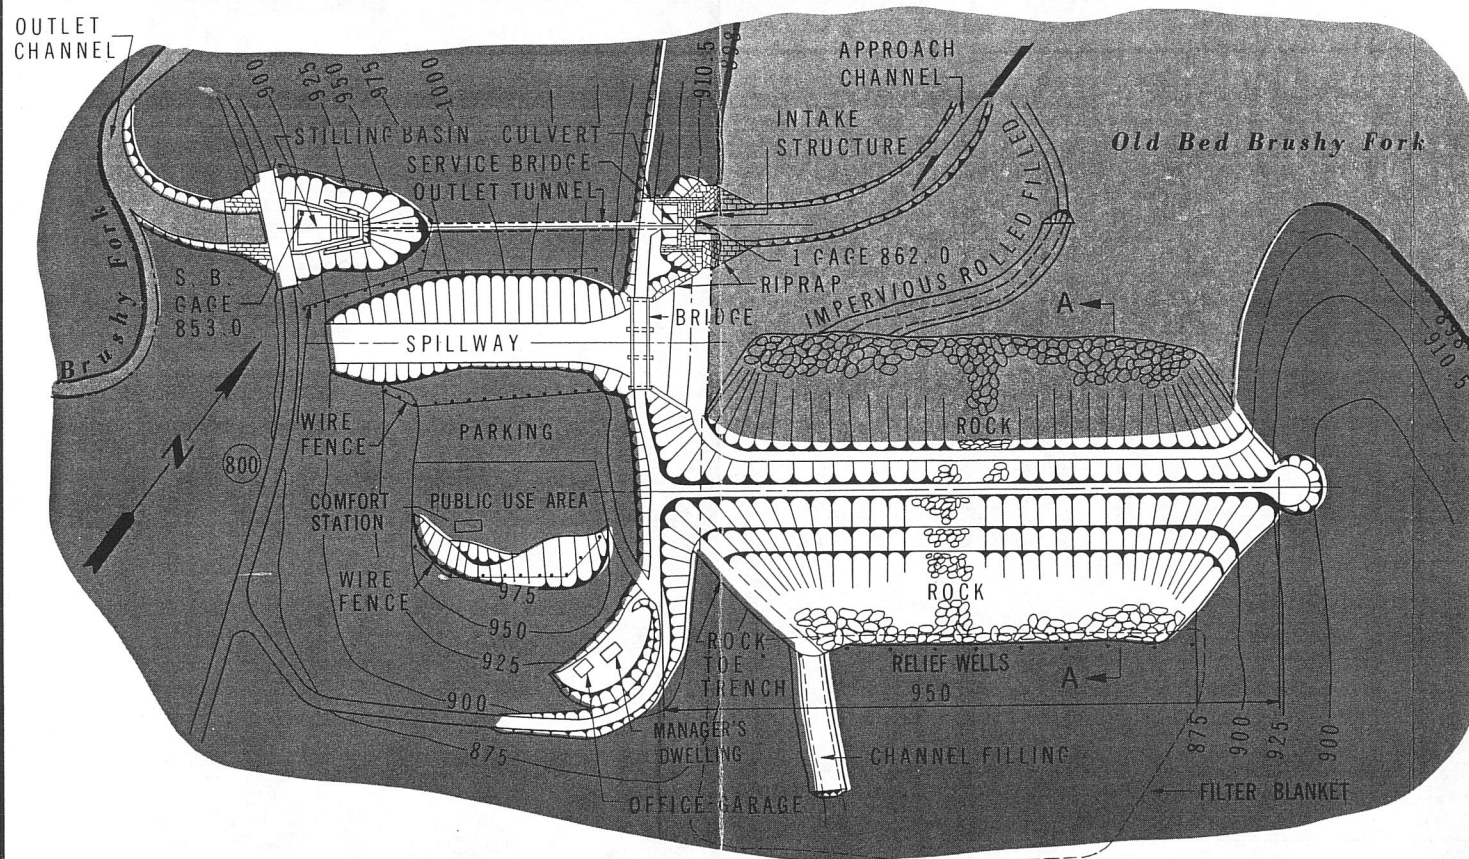 OUTLET
CHANNEL
900
925
950
975
1000
910.5
898
APPROACH
CHANNEL
STILLING BASIN
CULVERT
INTAKE
STRUCTURE
Old Bed Brushy Fork
SERVICE BRIDGE
OUTLET TUNNEL
Brushy Fork
S. B.
GAGE
853.0
1 GAGE 862.0
RIPRAP
IMPERVIOUS ROLLED FILLED
A
BRIDGE
SPILLWAY
898
910.5
N
WIRE
FENCE
PARKING
ROCK
800
COMFORT
STATION
PUBLIC USE AREA
WIRE
FENCE
975
950
925
900
875
ROCK
ROCK
TOE
TRENCH
RELIEF WELLS
950
A
MANAGER'S
DWELLING
CHANNEL FILLING
875
900
925
900
OFFICE-GARAGE
FILTER BLANKET